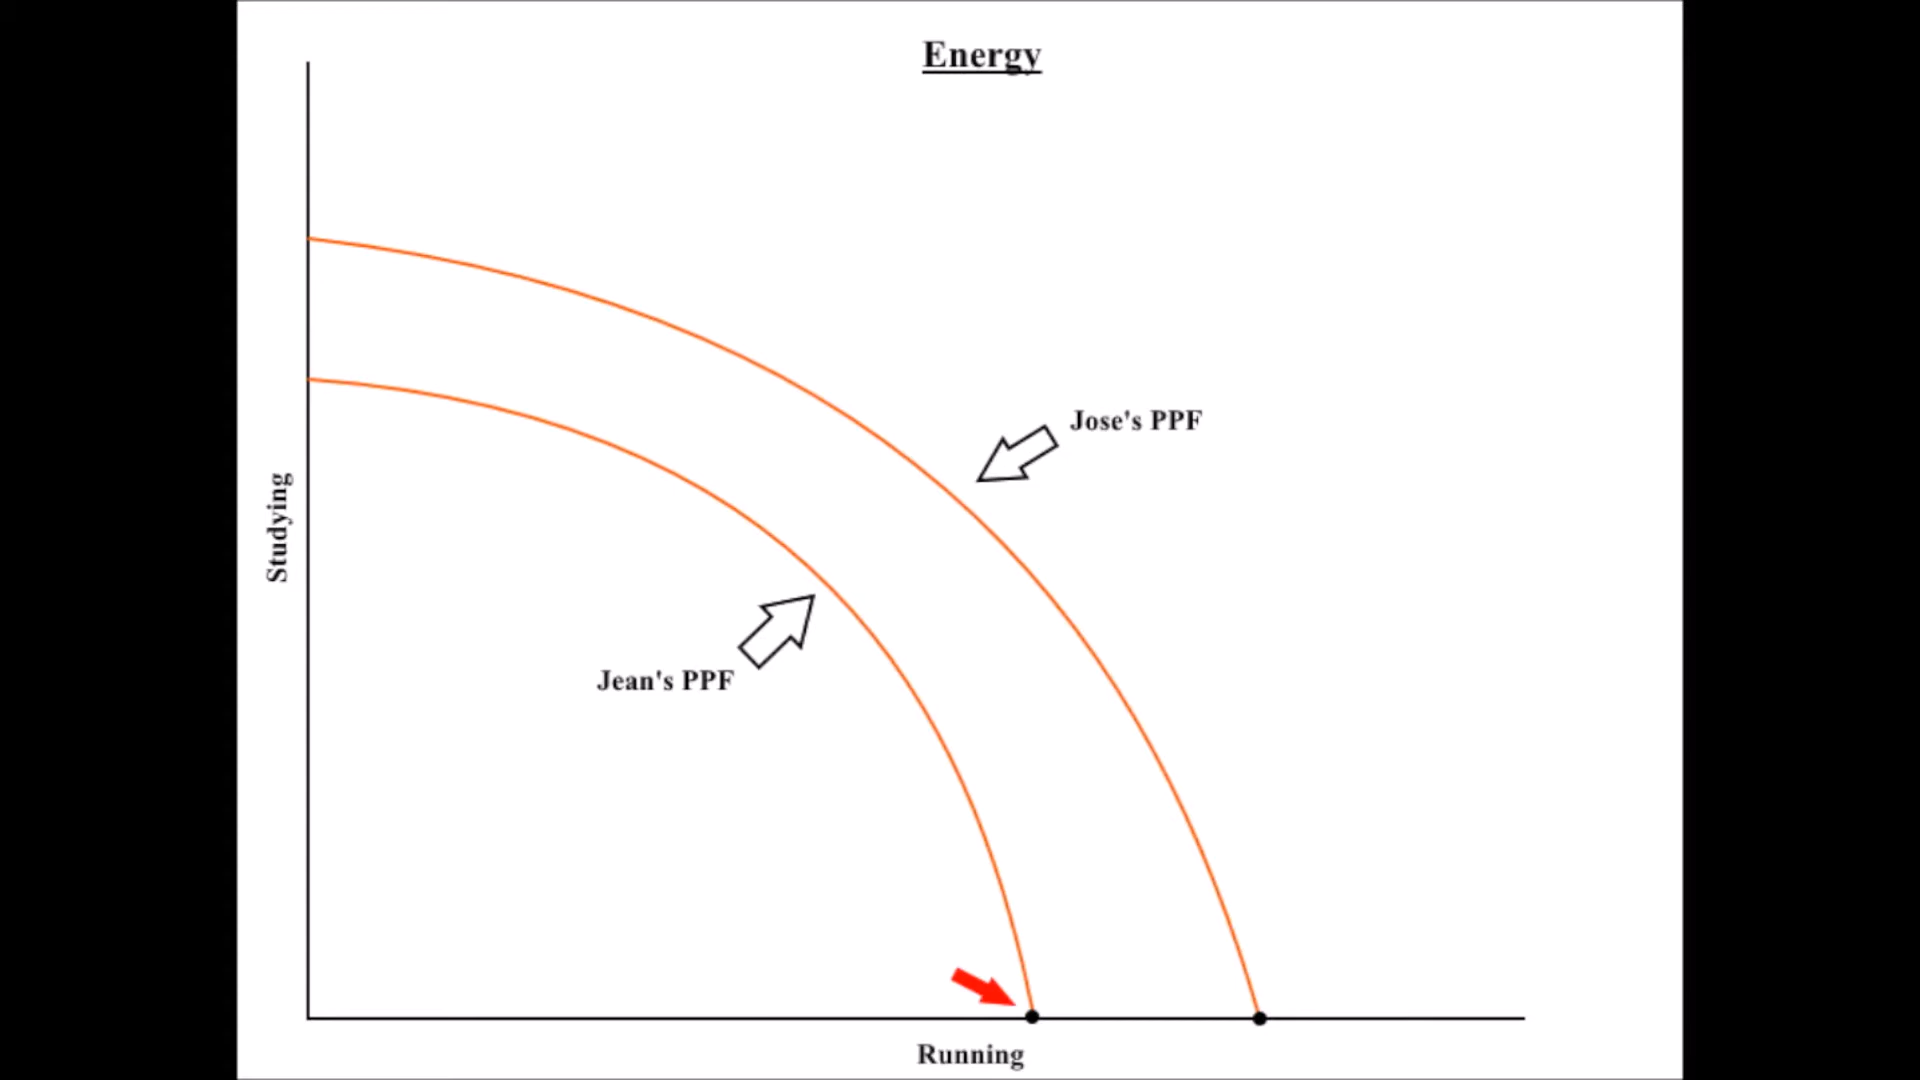 Energy
Jose's PPF
Studying
Jean's PPF
Running